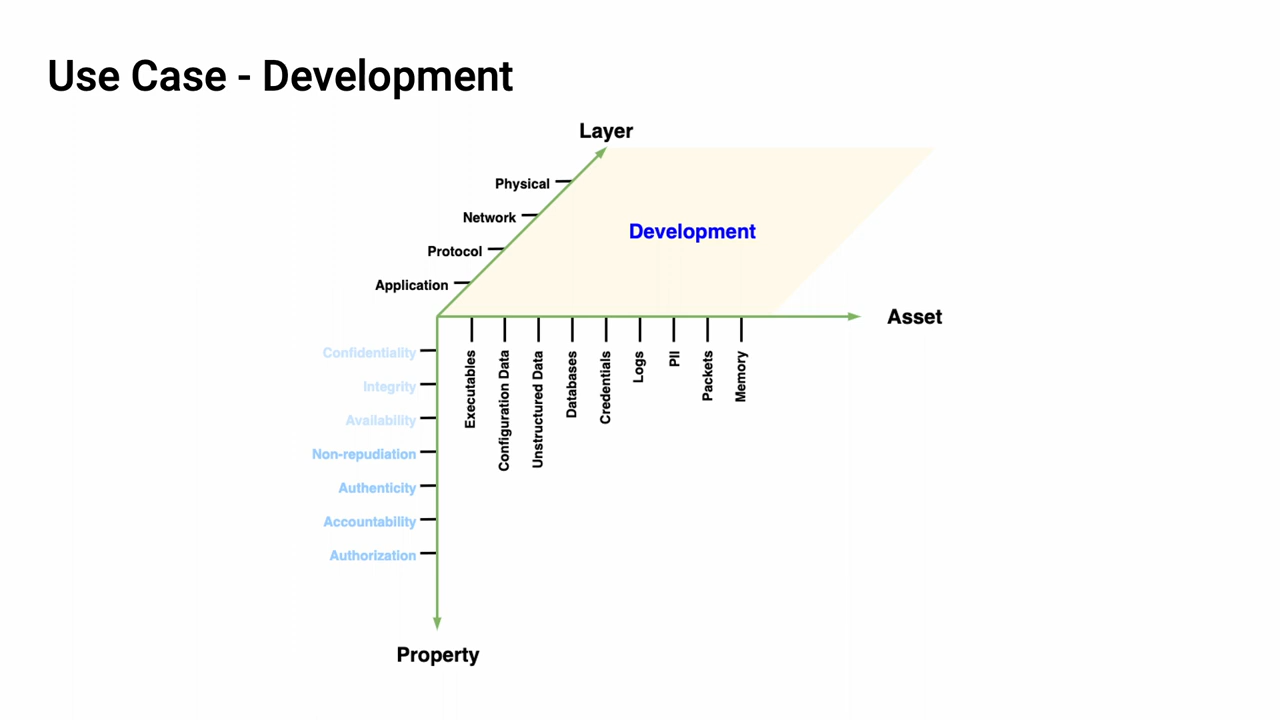 Use Case - Development
Layer
Physical
Network
Development
Protocol
Application
Asset
Confidentiality
Integrity
Availability
Non-repudiation
Authenticity
Accountability
Authorization
Executables
Configuration Data
Unstructured Data
Databases
Credentials
Logs
PII
Packets
Memory
Property